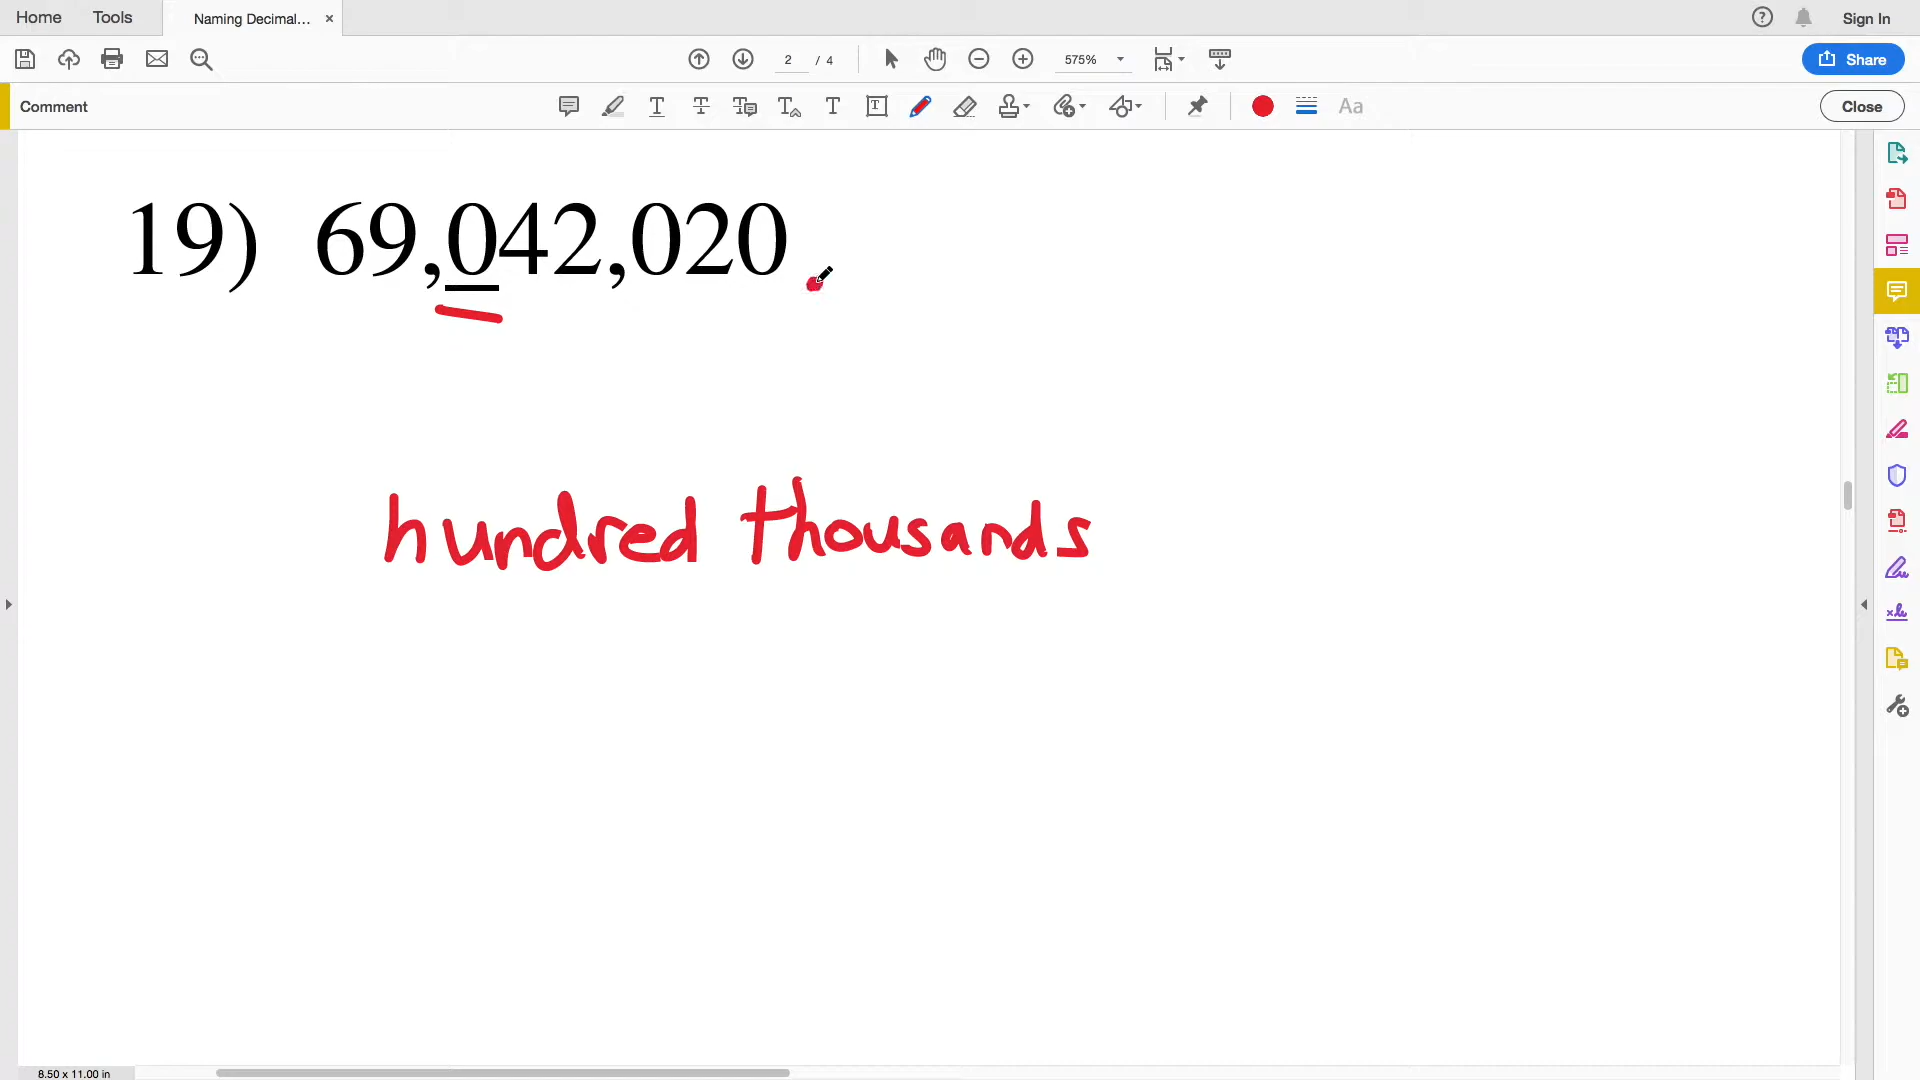 Home Tools Naming Decimal... × Sign In
2 / 4 575% Share
Comment Aa Close
19) 69,042,020 .
hundred thousands
8.50 x 11.00 in